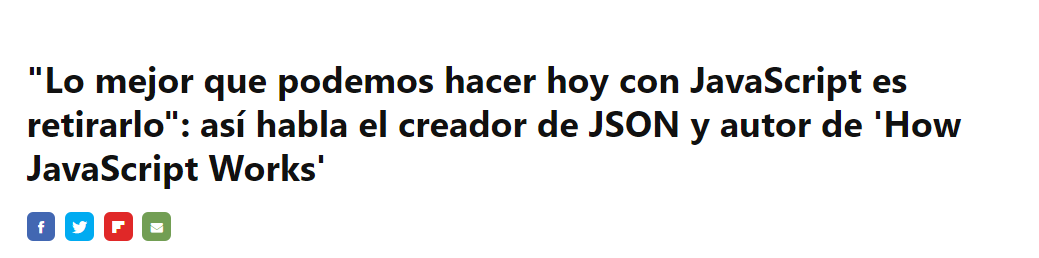 "Lo mejor que podemos hacer hoy con JavaScript es
retirarlo": así habla el creador de JSON y autor de 'How
JavaScript Works'